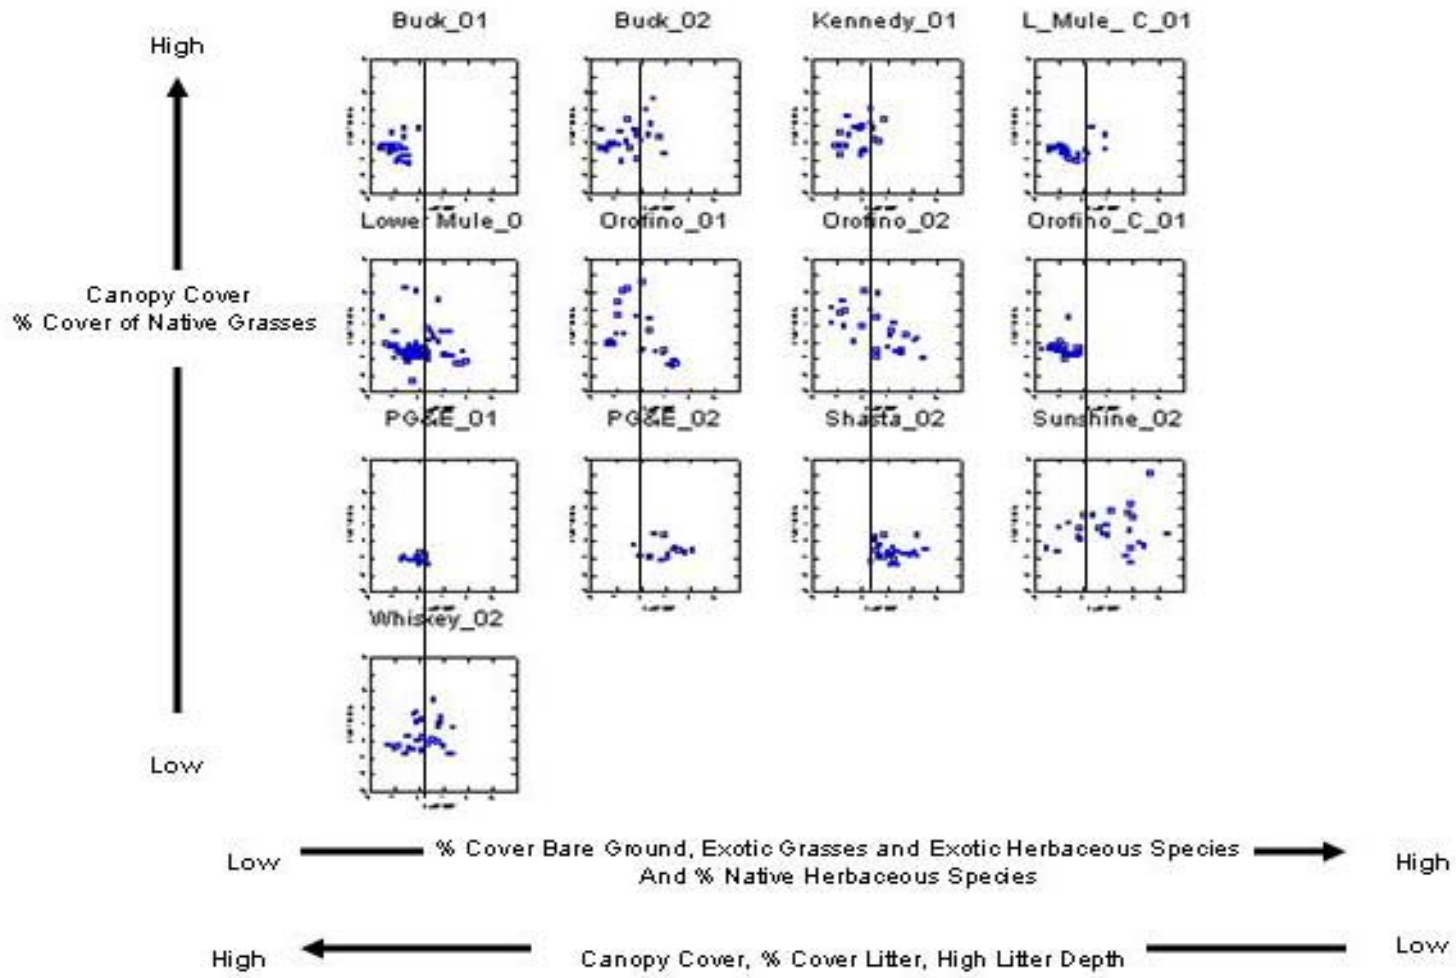 Buck_01 Buck_02 Kennedy_01 L_Mule_ C_01
High
Lower Mule_0 Orofino_01 Orofino_02 Orofino_C_01
Canopy Cover
% Cover of Native Grasses
PG&E_01 PG&E_02 Shasta_02 Sunshine_02
Whiskey_02
Low
Low % Cover Bare Ground, Exotic Grasses and Exotic Herbaceous Species High
And % Native Herbaceous Species
High Canopy Cover, % Cover Litter, High Litter Depth Low